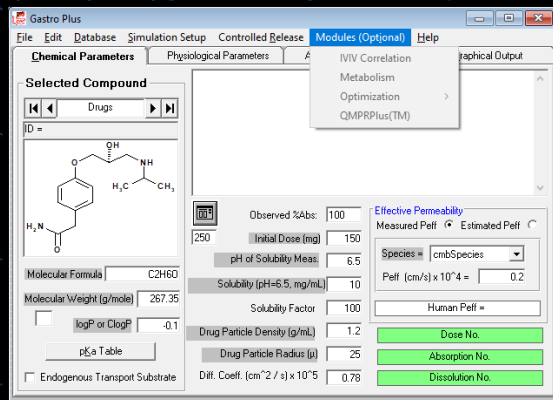 Gastro Plus
File Edit Database Simulation Setup Controlled Release Modules (Optional) Help
Chemical Parameters Physiological Parameters A raphical Output
IVIV Correlation
Metabolism
Optimization
QMPRPlus(TM)
Selected Compound
Drugs
ID =
OH
O
NH
H3C CH3
H2N
O
Molecular Formula C2H6O
Molecular Weight (g/mole) 267.35
logP or ClogP -0.1
pKa Table
Endogenous Transport Substrate
250
Observed %Abs: 100
Initial Dose (mg) 150
pH of Solubility Meas. 6.5
Solubility (pH=6.5, mg/mL) 10
Solubility Factor 100
Drug Particle Density (g/mL) 1.2
Drug Particle Radius (µ) 25
Diff. Coeff. (cm^2 / s) x 10^5 0.78
Effective Permeability
Measured Peff Estimated Peff
Species = cmbSpecies
Peff (cm/s) x 10^4 = 0.2
Human Peff =
Dose No.
Absorption No.
Dissolution No.